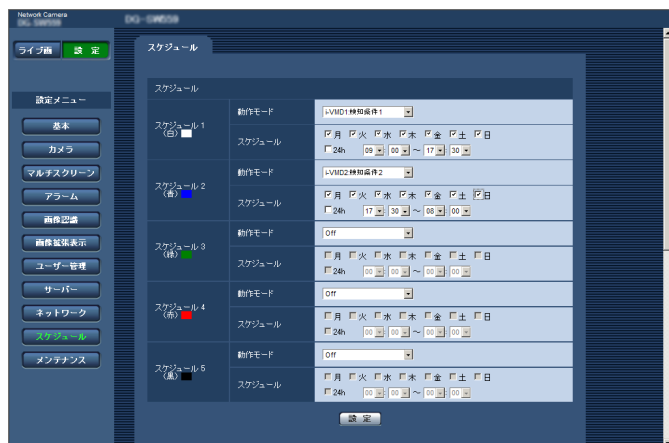 Network Camera
ライブ画 設 定
スケジュール
設定メニュー
基本
カメラ
マルチスクリーン
アラーム
画像認識
画像拡張表示
ユーザー管理
サーバー
ネットワーク
スケジュール
メンテナンス
スケジュール
スケジュール 1
(白)
動作モード
i-VMD1:検知条件1
スケジュール
月 火 水 木 金 土 日
24h 09 : 00 ～ 17 : 30
スケジュール 2
(青)
動作モード
i-VMD2:検知条件2
スケジュール
月 火 水 木 金 土 日
24h 17 : 30 ～ 08 : 00
スケジュール 3
(緑)
動作モード
Off
スケジュール
月 火 水 木 金 土 日
24h 00 : 00 ～ 00 : 00
スケジュール 4
(赤)
動作モード
Off
スケジュール
月 火 水 木 金 土 日
24h 00 : 00 ～ 00 : 00
スケジュール 5
(黒)
動作モード
Off
スケジュール
月 火 水 木 金 土 日
24h 00 : 00 ～ 00 : 00
設 定